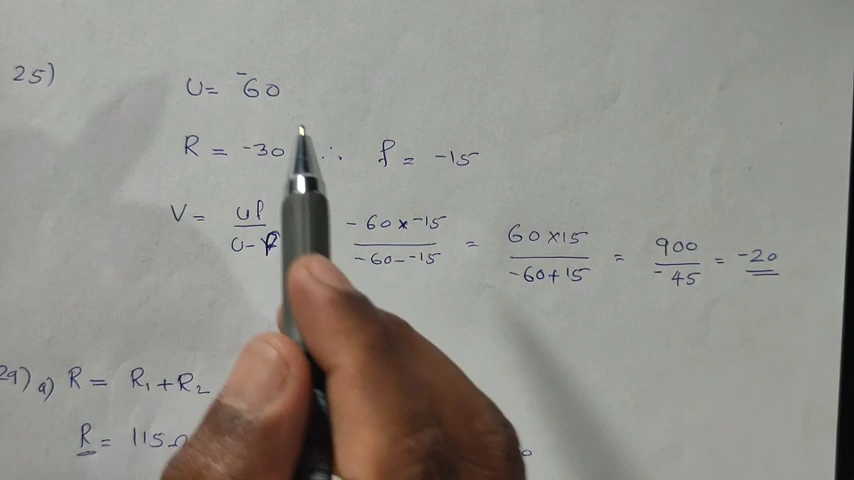 25)
U= -60
R = -30 ∴ f = -15
V = uf/u-f -60×-15/-60--15 = 60×15/-60+15 = 900/-45 = -20
29) a) R = R₁+R₂
R = 115Ω